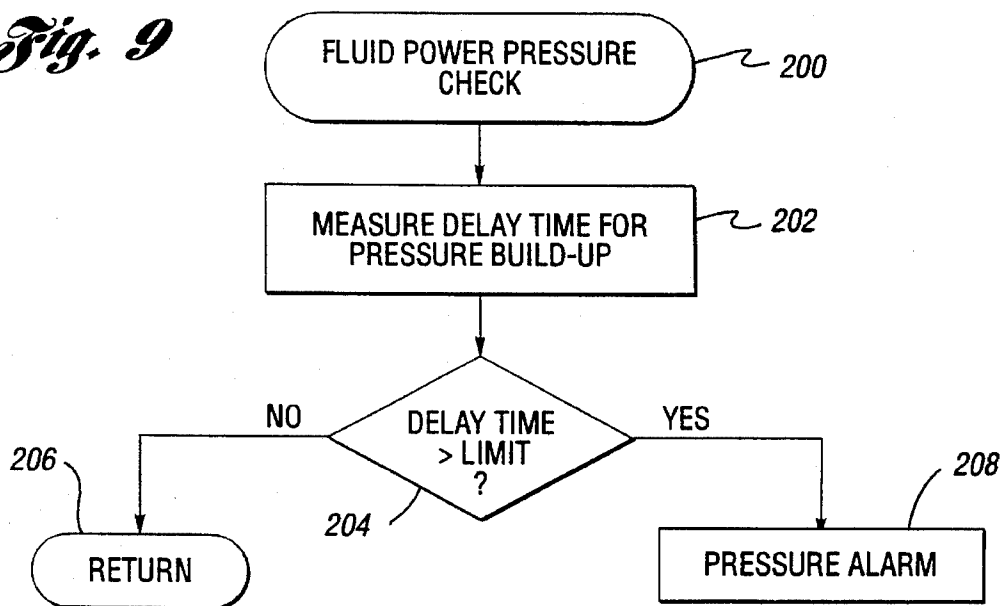 Fig. 9
FLUID POWER PRESSURE
CHECK
200
MEASURE DELAY TIME FOR
PRESSURE BUILD-UP
202
NO
DELAY TIME
> LIMIT
?
YES
206
204
208
RETURN
PRESSURE ALARM